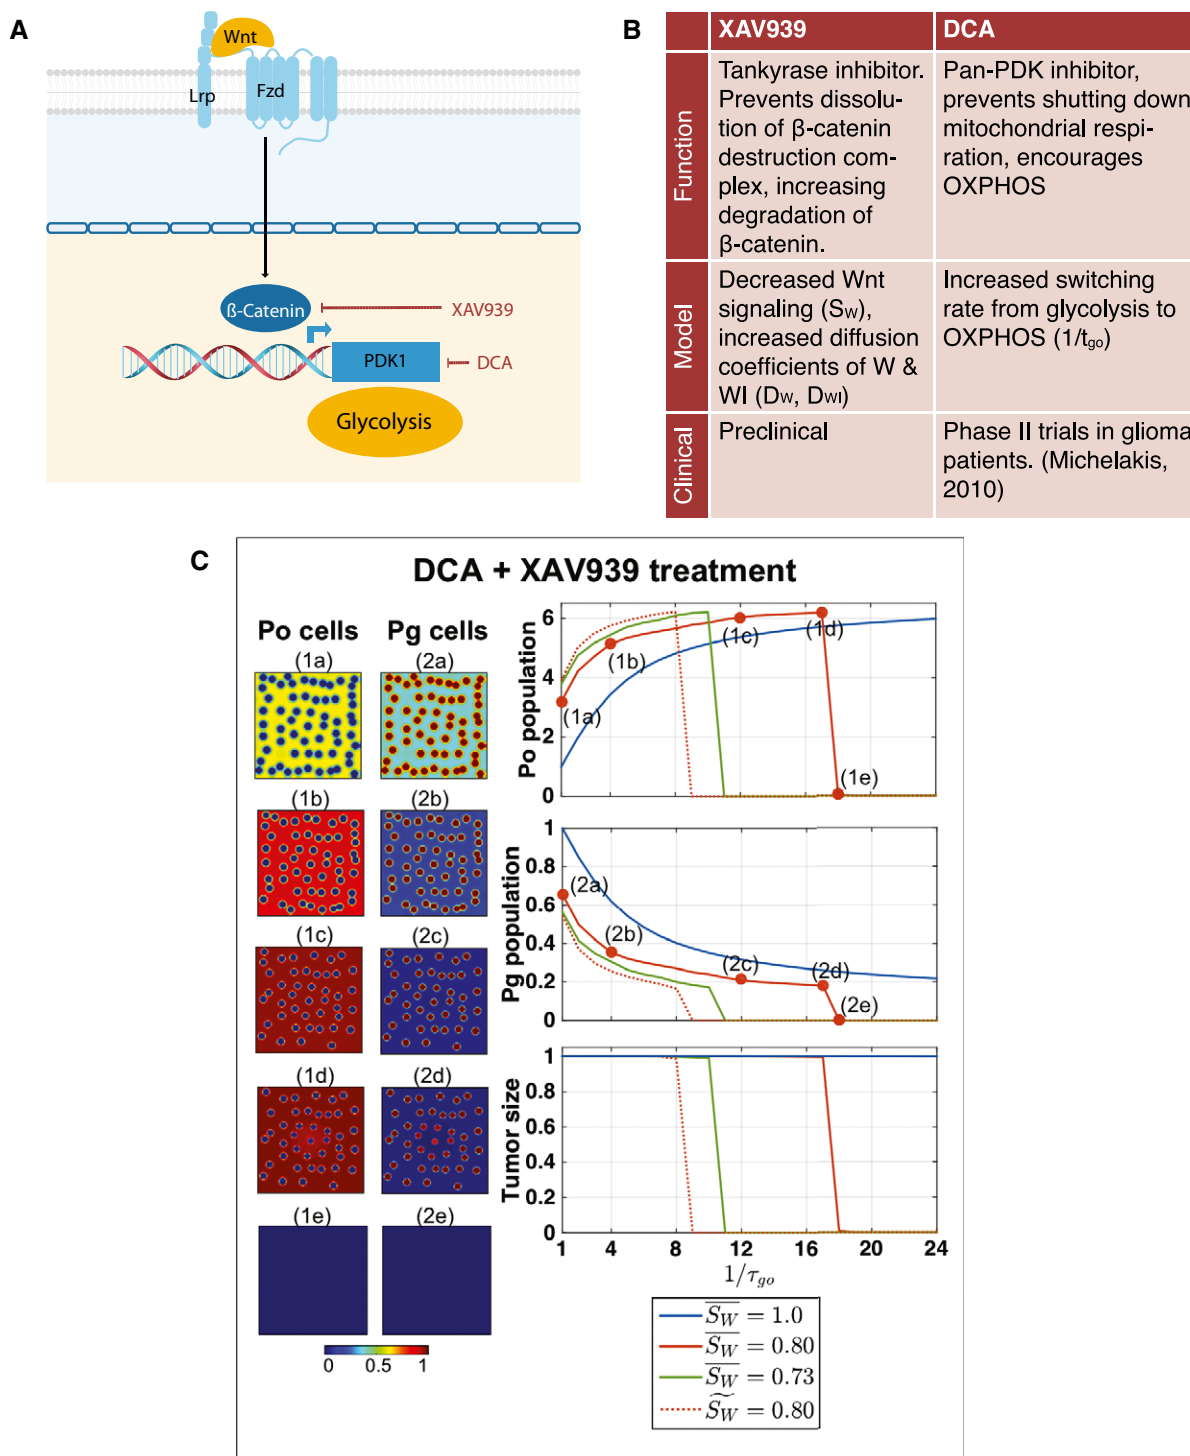 A
Wnt
Lrp
Fzd
ß-Catenin
XAV939
PDK1
DCA
Glycolysis
B
XAV939
DCA
Function
Tankyrase inhibitor.
Prevents dissolu-
tion of β-catenin
destruction com-
plex, increasing
degradation of
β-catenin.
Pan-PDK inhibitor,
prevents shutting down
mitochondrial respi-
ration, encourages
OXPHOS
Model
Decreased Wnt
signaling (Sw),
increased diffusion
coefficients of W &
WI (Dw, DWI)
Increased switching
rate from glycolysis to
OXPHOS (1/tgo)
Clinical
Preclinical
Phase II trials in glioma
patients. (Michelakis,
2010)
C
DCA + XAV939 treatment
Po cells
Pg cells
(1a)
(2a)
(1b)
(2b)
(1c)
(2c)
(1d)
(2d)
(1e)
(2e)
0 0.5 1
Po population
6
4
2
0
(1a)
(1b)
(1c)
(1d)
(1e)
Pg population
1
0.8
0.6
0.4
0.2
0
(2a)
(2b)
(2c)
(2d)
(2e)
Tumor size
1
0.8
0.6
0.4
0.2
0
1 4 8 12 16 20 24
1/τgo
S̅W̅ = 1.0
S̅W̅ = 0.80
S̅W̅ = 0.73
S͠W = 0.80